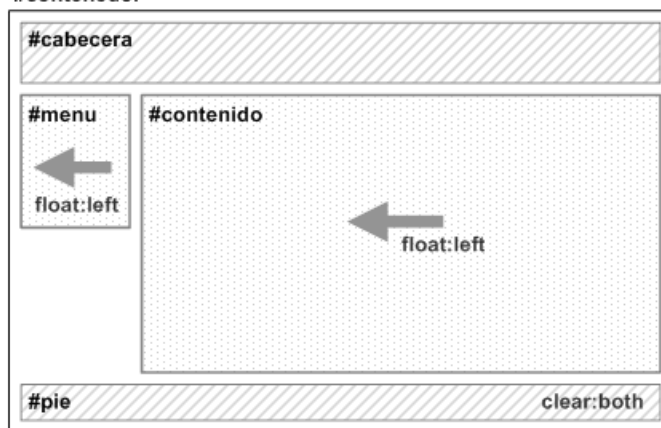 #cabecera
#menu
#contenido
float:left
float:left
#pie
clear:both